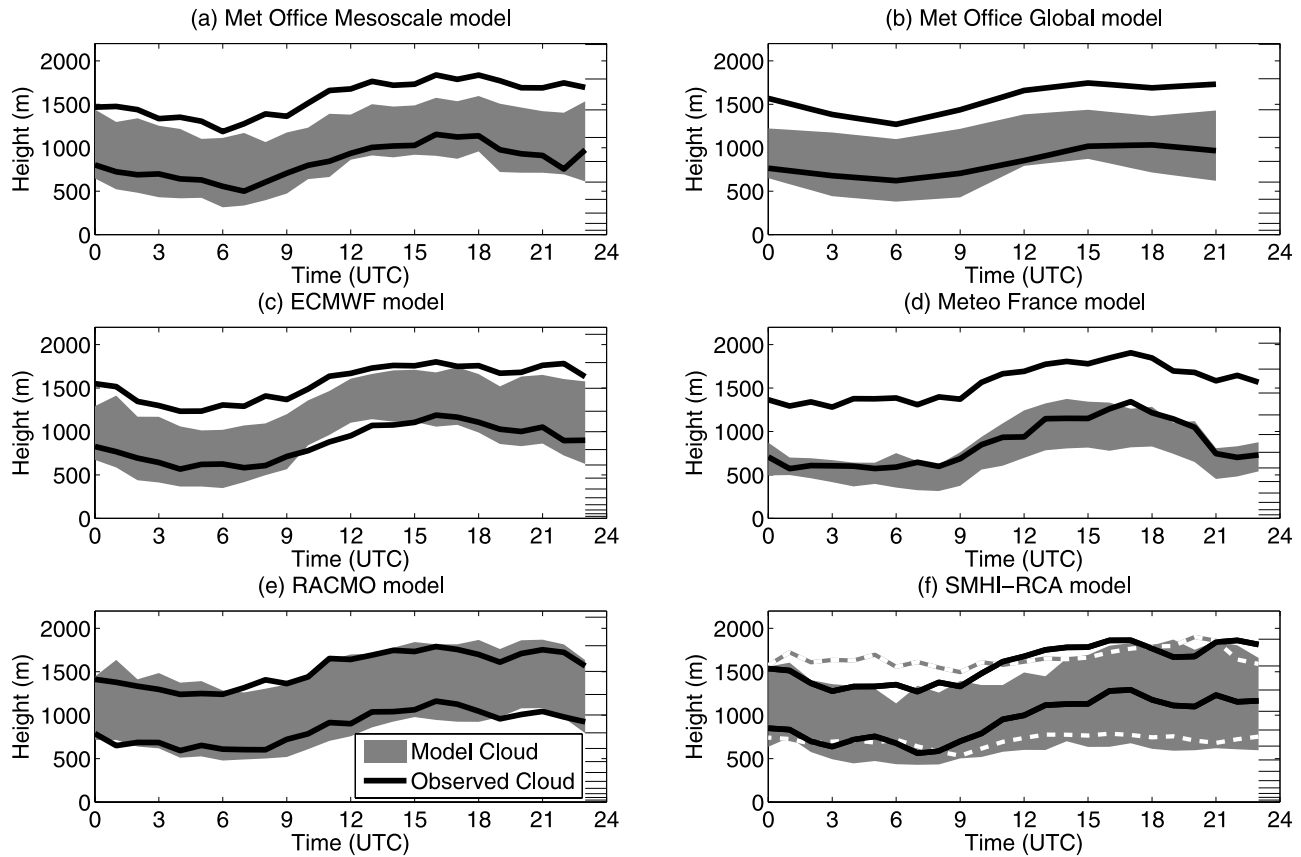 (a) Met Office Mesoscale model
Height (m)
2000
1500
1000
500
0
0 3 6 9 12 15 18 21 24
Time (UTC)
(b) Met Office Global model
Height (m)
2000
1500
1000
500
0
0 3 6 9 12 15 18 21 24
Time (UTC)
(c) ECMWF model
Height (m)
2000
1500
1000
500
0
0 3 6 9 12 15 18 21 24
Time (UTC)
(d) Meteo France model
Height (m)
2000
1500
1000
500
0
0 3 6 9 12 15 18 21 24
Time (UTC)
(e) RACMO model
Height (m)
2000
1500
1000
500
0
Model Cloud
Observed Cloud
0 3 6 9 12 15 18 21 24
Time (UTC)
(f) SMHI−RCA model
Height (m)
2000
1500
1000
500
0
0 3 6 9 12 15 18 21 24
Time (UTC)